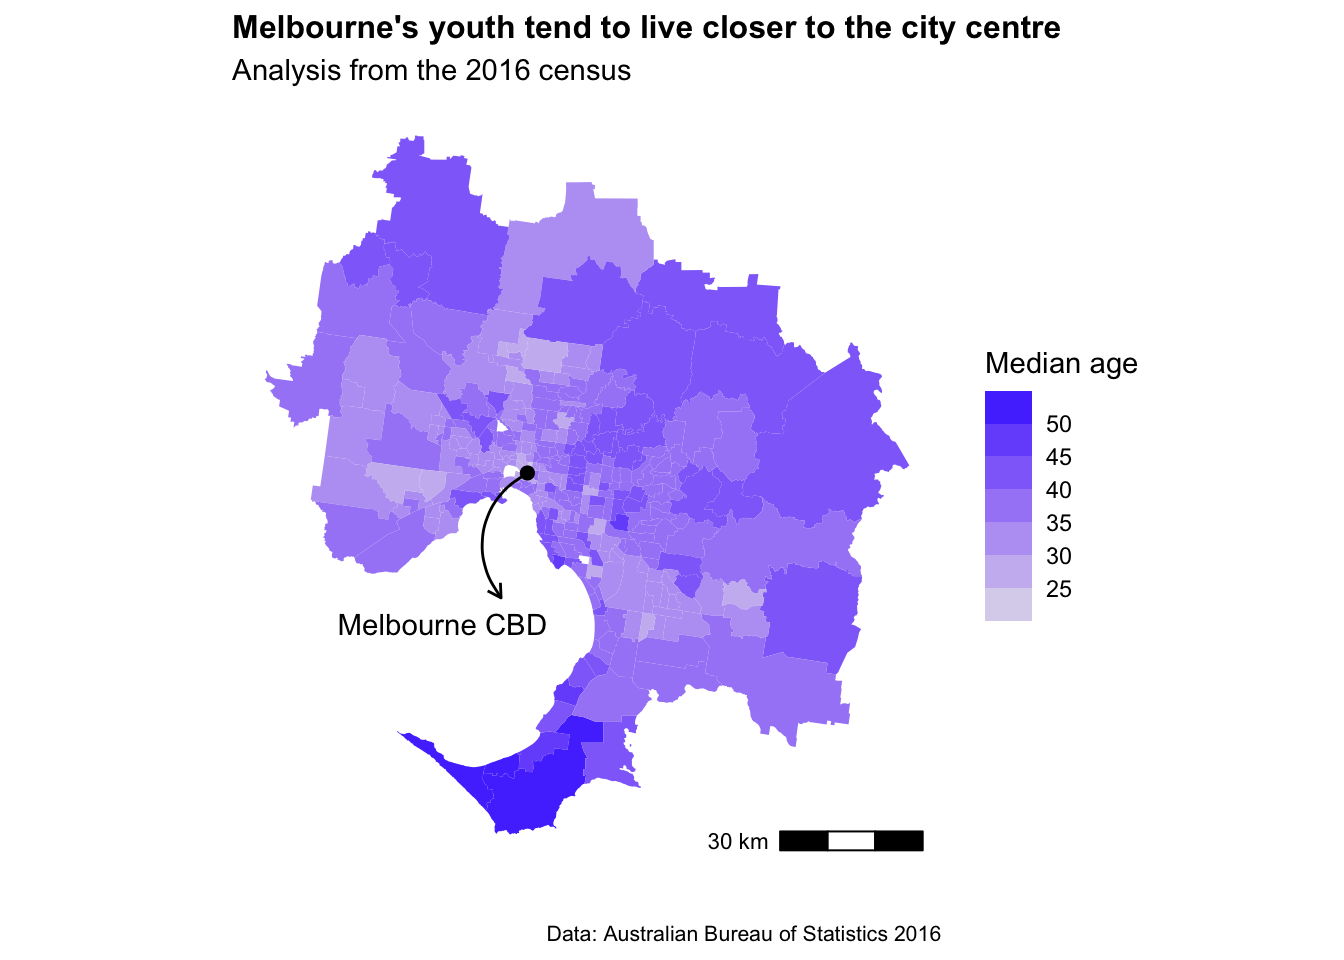 Melbourne's youth tend to live closer to the city centre
Analysis from the 2016 census
Median age
50
45
40
35
30
25
Melbourne CBD
30 km
Data: Australian Bureau of Statistics 2016